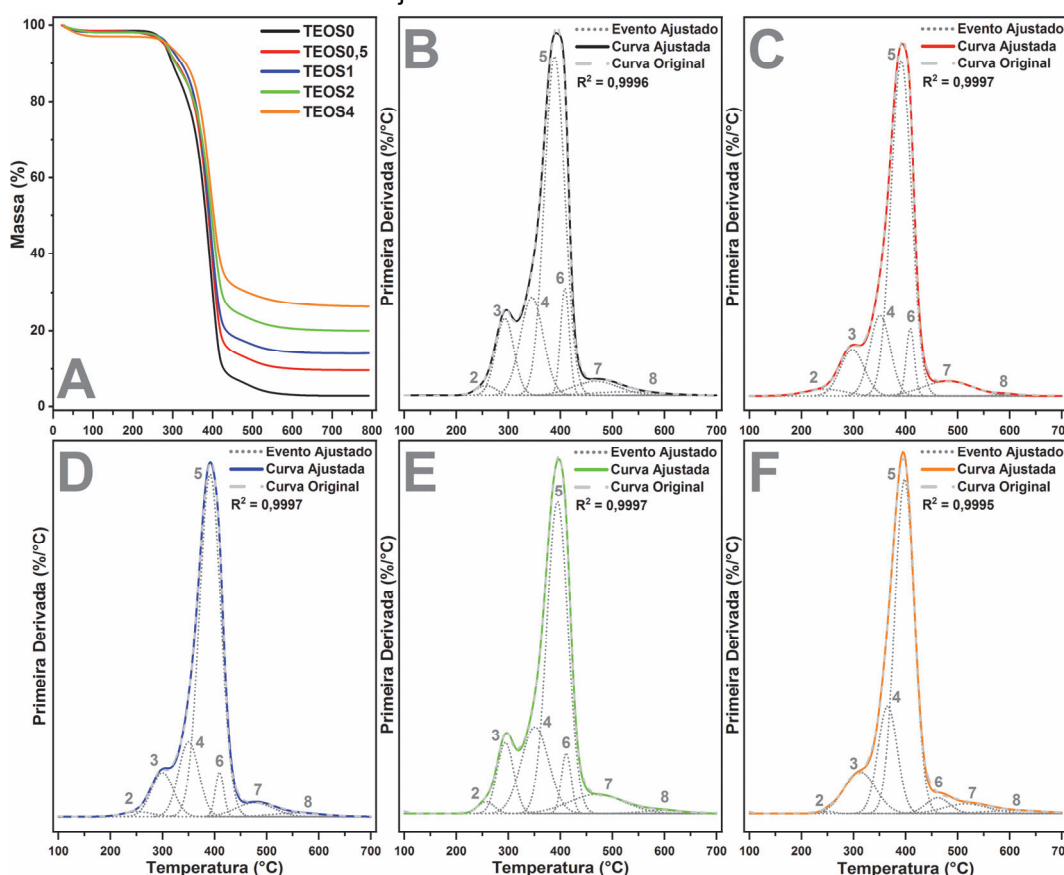 A
Massa (%)
100
80
60
40
20
0
TEOS0
TEOS0,5
TEOS1
TEOS2
TEOS4
0 100 200 300 400 500 600 700 800
Temperatura (°C)
B
Primeira Derivada (%/°C)
Evento Ajustado
Curva Ajustada
Curva Original
R² = 0,9996
2
3
4
5
6
7
8
100 200 300 400 500 600 700
C
Primeira Derivada (%/°C)
Evento Ajustado
Curva Ajustada
Curva Original
R² = 0,9997
2
3
4
5
6
7
8
100 200 300 400 500 600 700
D
Primeira Derivada (%/°C)
Evento Ajustado
Curva Ajustada
Curva Original
R² = 0,9997
2
3
4
5
6
7
8
100 200 300 400 500 600 700
Temperatura (°C)
E
Primeira Derivada (%/°C)
Evento Ajustado
Curva Ajustada
Curva Original
R² = 0,9997
2
3
4
5
6
7
8
100 200 300 400 500 600 700
Temperatura (°C)
F
Primeira Derivada (%/°C)
Evento Ajustado
Curva Ajustada
Curva Original
R² = 0,9995
2
3
4
5
6
7
8
100 200 300 400 500 600 700
Temperatura (°C)